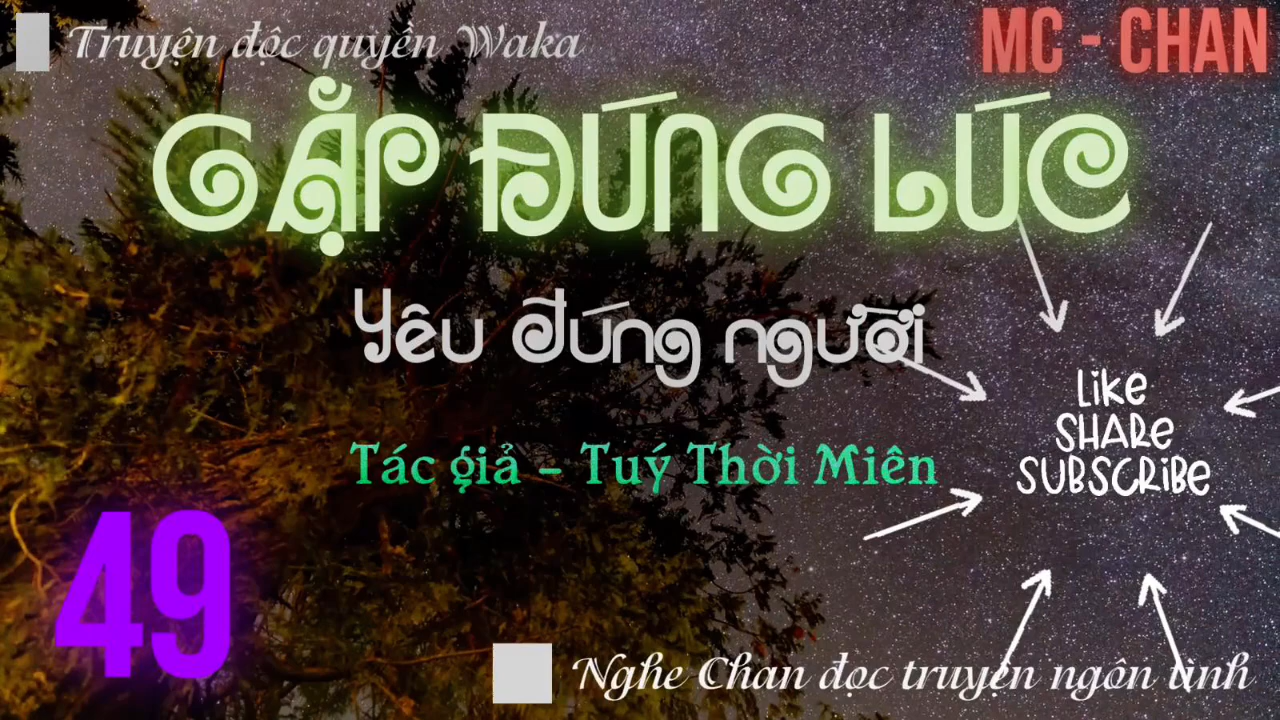 Truyện độc quyền Waka
MC - CHAN
GẶP ĐÚNG LÚC
Yêu đúng người
Tác giả - Tuý Thời Miên
LIKE
SHARE
SUBSCRIBE
49
Nghe Chan đọc truyện ngôn tình